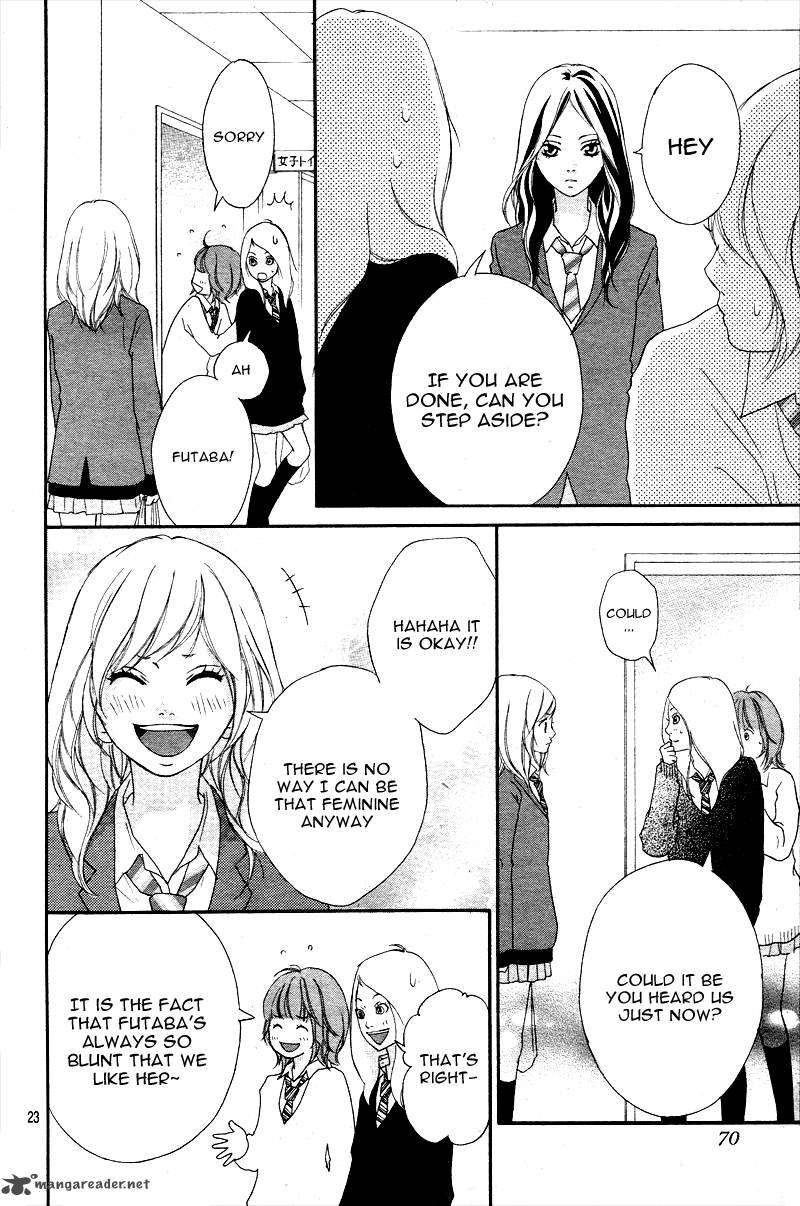 HEY
IF YOU ARE
DONE, CAN YOU
STEP ASIDE?
SORRY
女子トイ
AH
FUTABA!
COULD
...
COULD IT BE
YOU HEARD US
JUST NOW?
HAHAHA IT
IS OKAY!!
THERE IS NO
WAY I CAN BE
THAT FEMININE
ANYWAY
THAT'S
RIGHT-
IT IS THE FACT
THAT FUTABA'S
ALWAYS SO
BLUNT THAT WE
LIKE HER~
23
70
mangareader.net